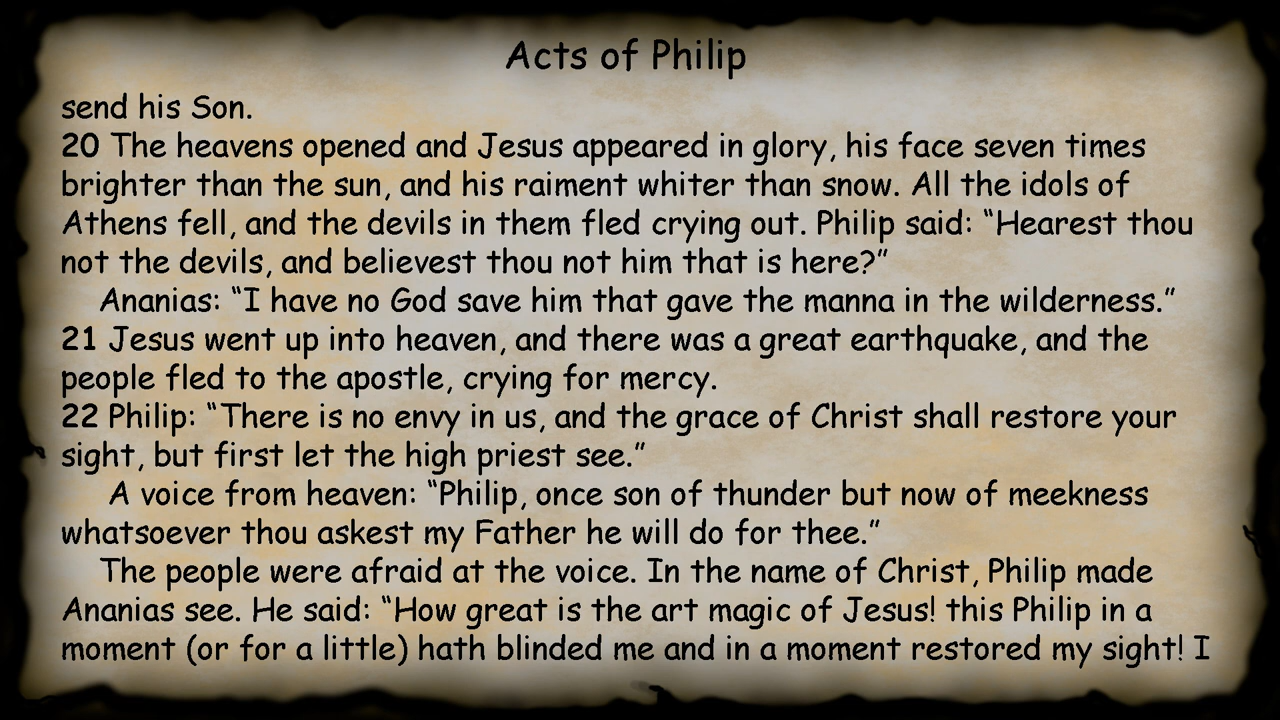 Acts of Philip
send his Son.
20 The heavens opened and Jesus appeared in glory, his face seven times
brighter than the sun, and his raiment whiter than snow. All the idols of
Athens fell, and the devils in them fled crying out. Philip said: “Hearest thou
not the devils, and believest thou not him that is here?”
Ananias: “I have no God save him that gave the manna in the wilderness.”
21 Jesus went up into heaven, and there was a great earthquake, and the
people fled to the apostle, crying for mercy.
22 Philip: “There is no envy in us, and the grace of Christ shall restore your
sight, but first let the high priest see.”
A voice from heaven: “Philip, once son of thunder but now of meekness
whatsoever thou askest my Father he will do for thee.”
The people were afraid at the voice. In the name of Christ, Philip made
Ananias see. He said: “How great is the art magic of Jesus! this Philip in a
moment (or for a little) hath blinded me and in a moment restored my sight! I